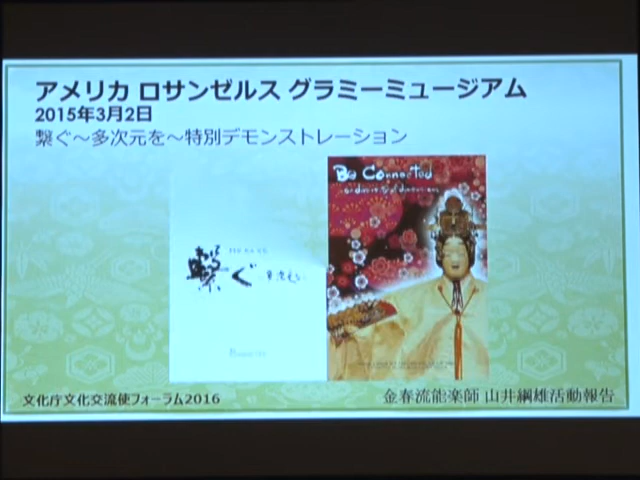 アメリカ ロサンゼルス グラミーミュージアム
2015年3月2日
繋ぐ～多次元を～特別デモンストレーション
繋ぐ
Be Connected
文化庁文化交流使フォーラム2016
金春流能楽師 山井綱雄活動報告